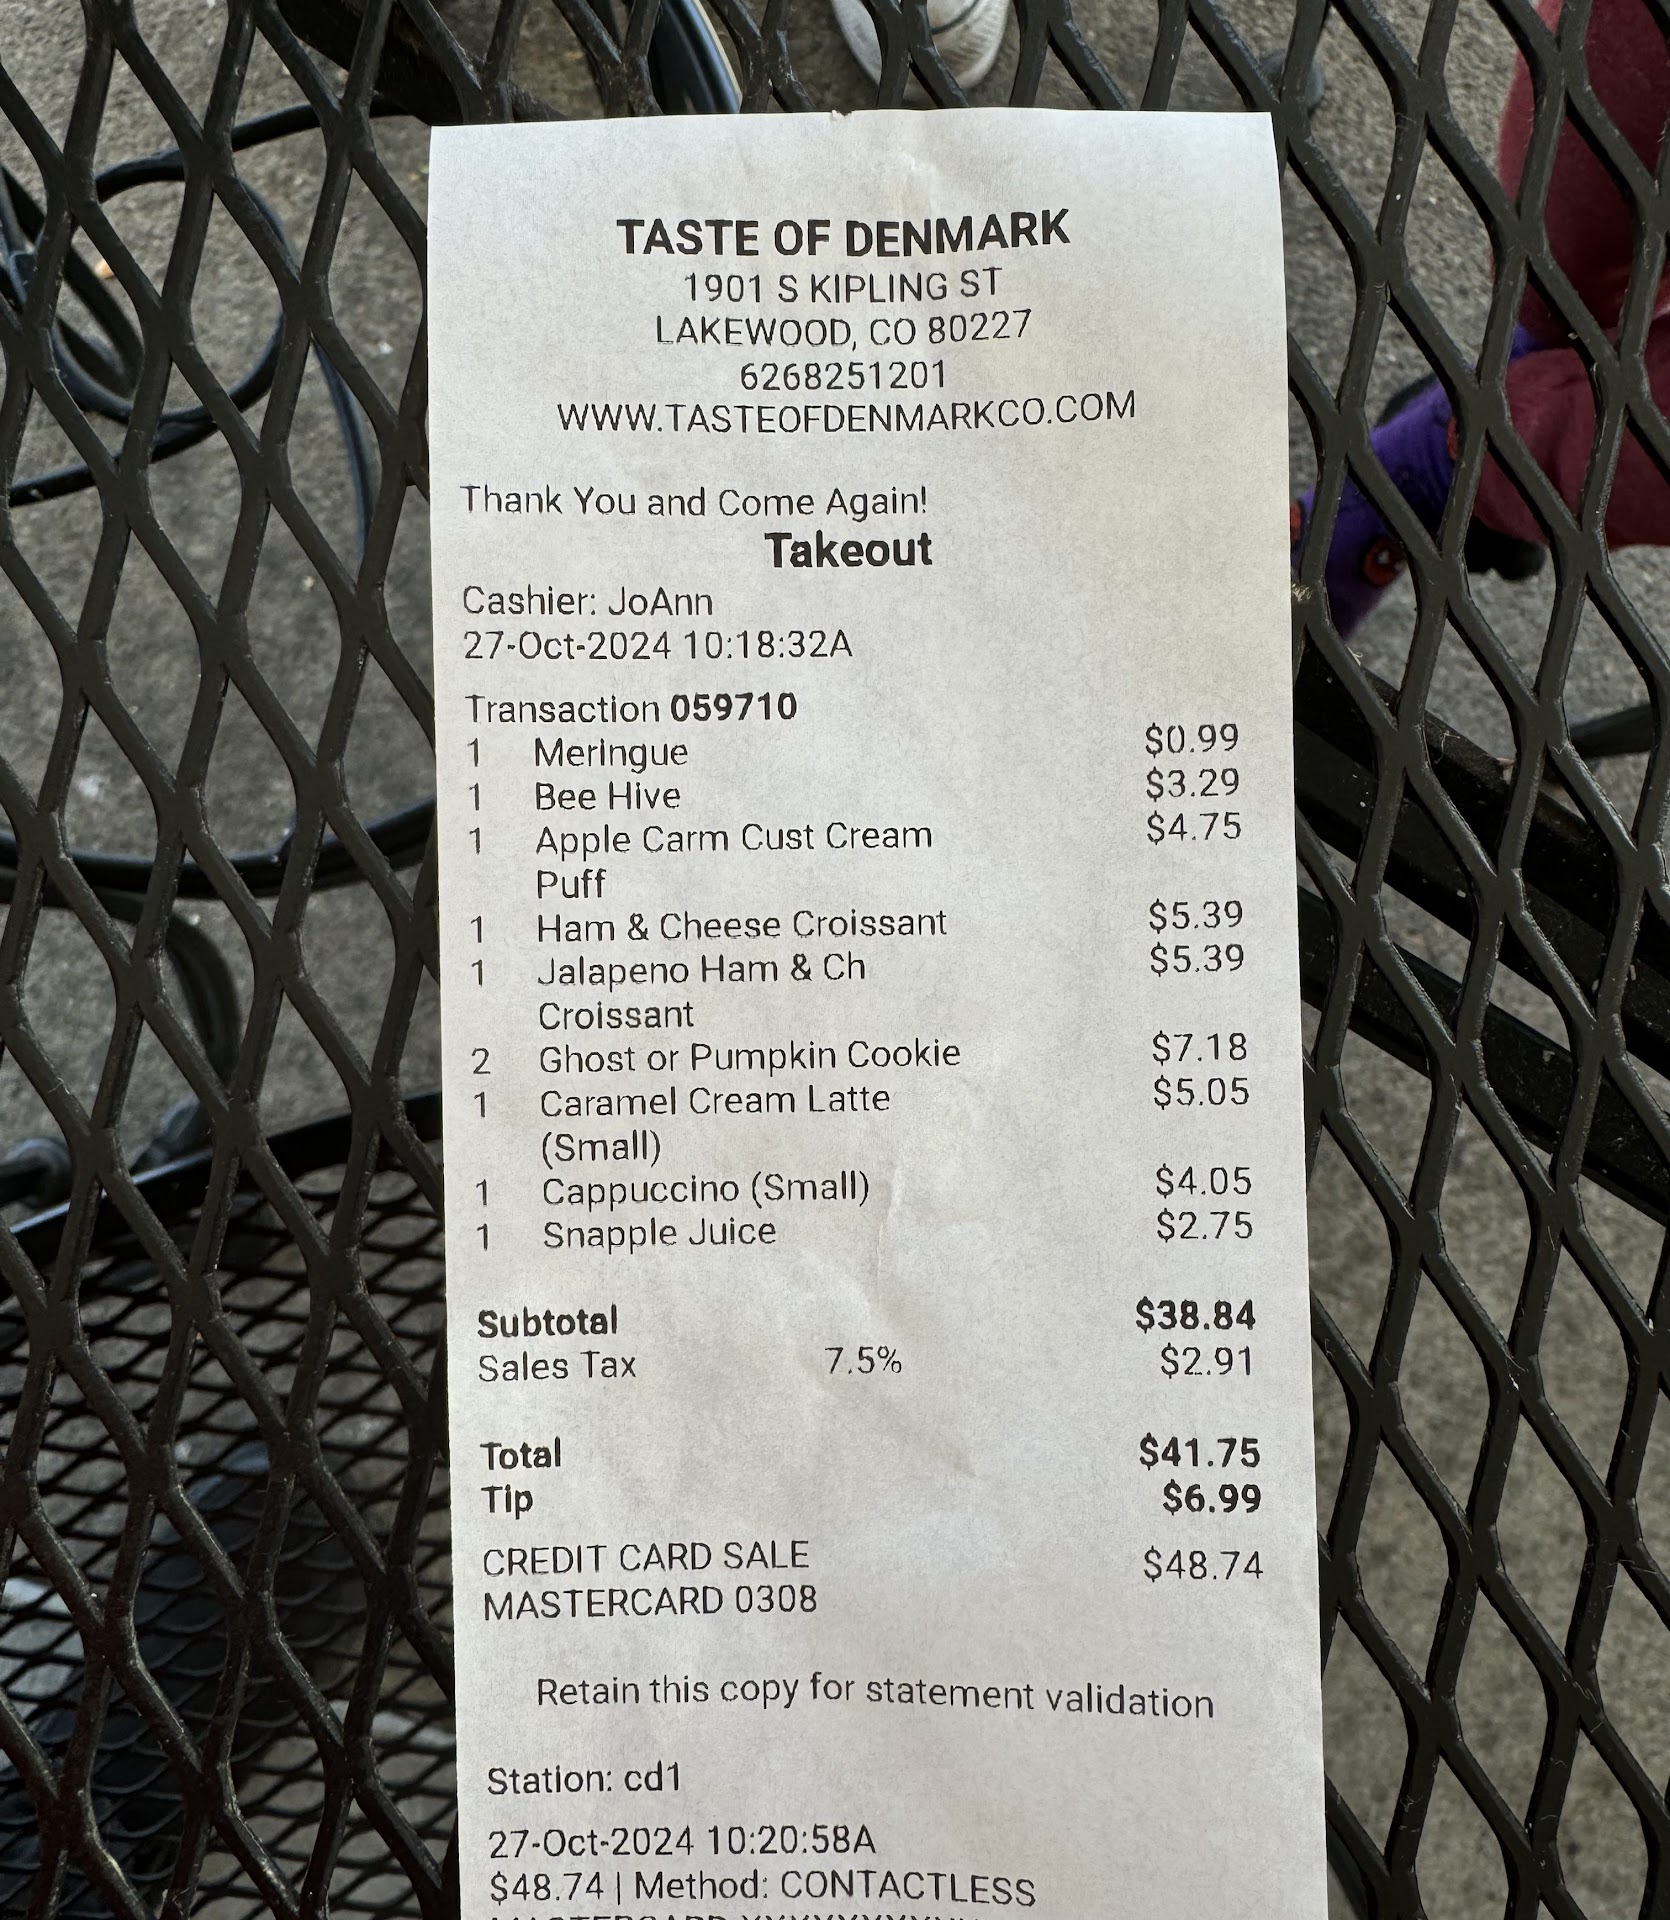 TASTE OF DENMARK
1901 S KIPLING ST
LAKEWOOD, CO 80227
6268251201
WWW.TASTEOFDENMARKCO.COM
Thank You and Come Again!
Takeout
Cashier: JoAnn
27-Oct-2024 10:18:32A
Transaction 059710
1 Meringue $0.99
1 Bee Hive $3.29
1 Apple Carm Cust Cream $4.75
Puff
1 Ham & Cheese Croissant $5.39
1 Jalapeno Ham & Ch $5.39
Croissant
2 Ghost or Pumpkin Cookie $7.18
1 Caramel Cream Latte $5.05
(Small)
1 Cappuccino (Small) $4.05
1 Snapple Juice $2.75
Subtotal $38.84
Sales Tax 7.5% $2.91
Total $41.75
Tip $6.99
CREDIT CARD SALE $48.74
MASTERCARD 0308
Retain this copy for statement validation
Station: cd1
27-Oct-2024 10:20:58A
$48.74 | Method: CONTACTLESS